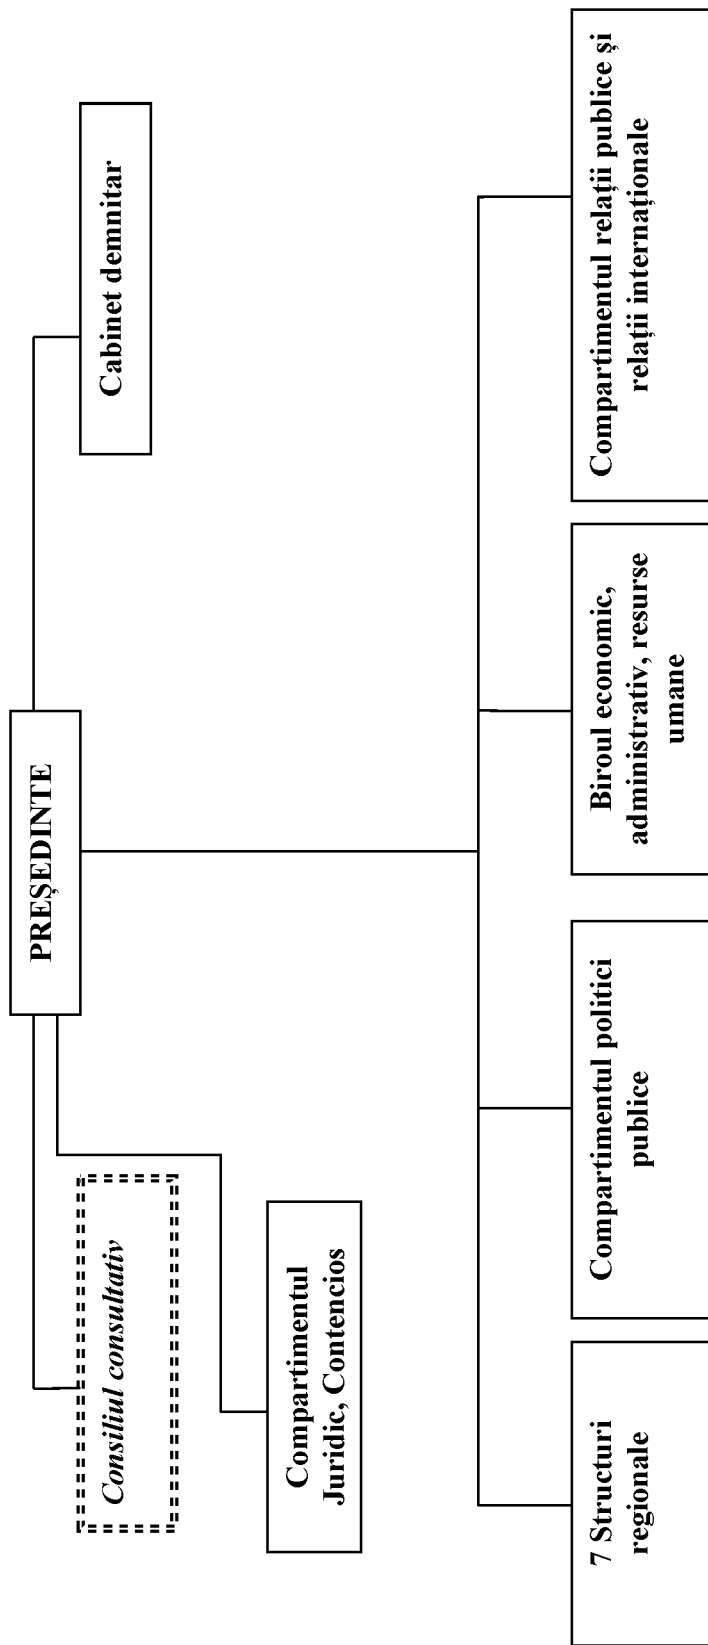 PREȘEDINTE
Consiliul consultativ
Cabinet demnitar
Compartimentul
Juridic, Contencios
7 Structuri
regionale
Compartimentul politici
publice
Biroul economic,
administrativ, resurse
umane
Compartimentul relații publice și
relații internaționale